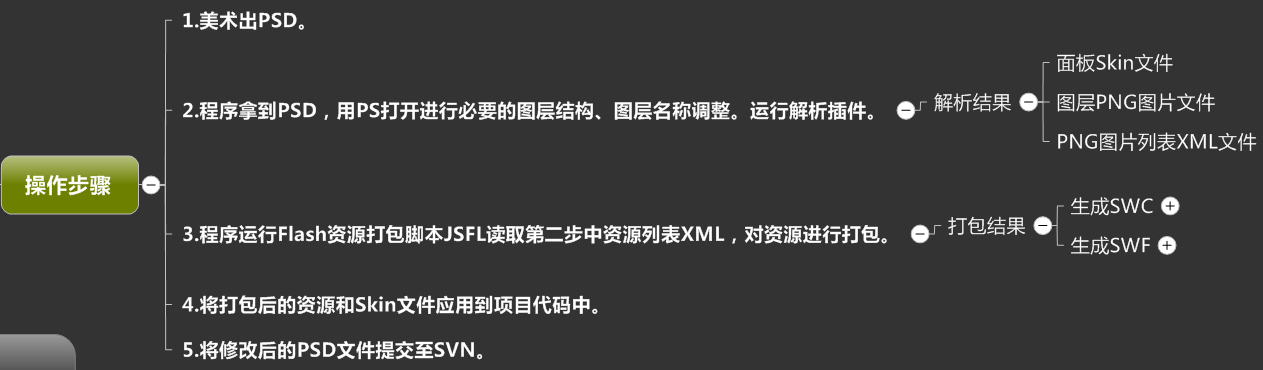 操作步骤
1.美术出PSD。
2.程序拿到PSD，用PS打开进行必要的图层结构、图层名称调整。运行解析插件。
解析结果
面板Skin文件
图层PNG图片文件
PNG图片列表XML文件
3.程序运行Flash资源打包脚本JSFL读取第二步中资源列表XML，对资源进行打包。
打包结果
生成SWC
生成SWF
4.将打包后的资源和Skin文件应用到项目代码中。
5.将修改后的PSD文件提交至SVN。